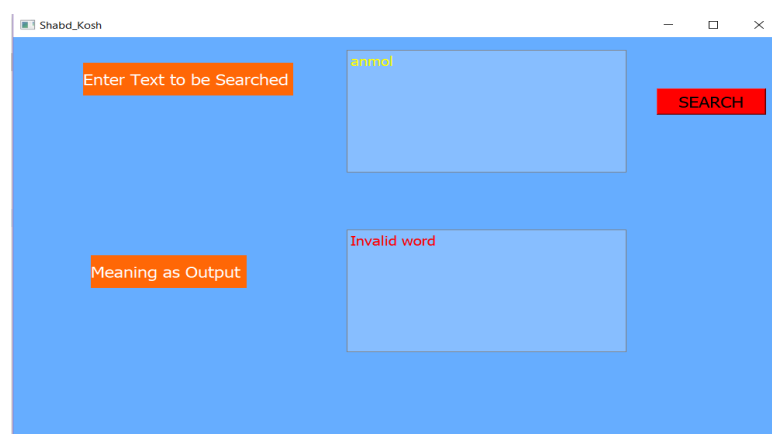 Shabd_Kosh
Enter Text to be Searched
anmol
SEARCH
Meaning as Output
Invalid word